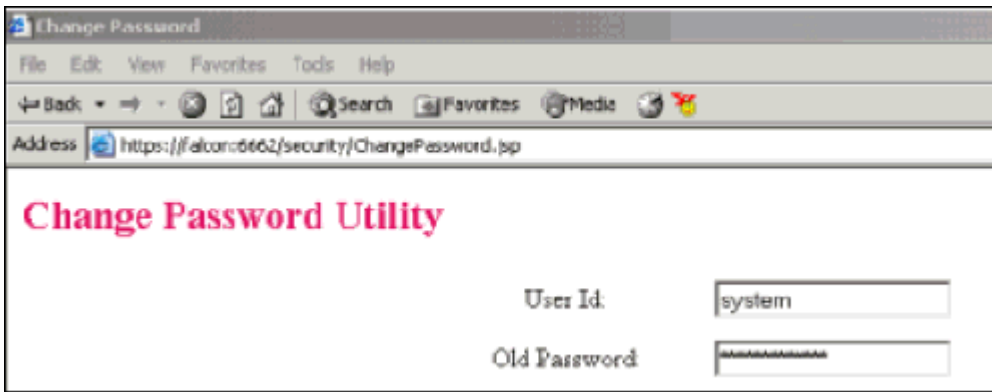 Change Password
File Edit View Favorites Tools Help
Back Search Favorites Media
Address https://falcon:6662/security/ChangePassword.jsp
Change Password Utility
User Id: system
Old Password